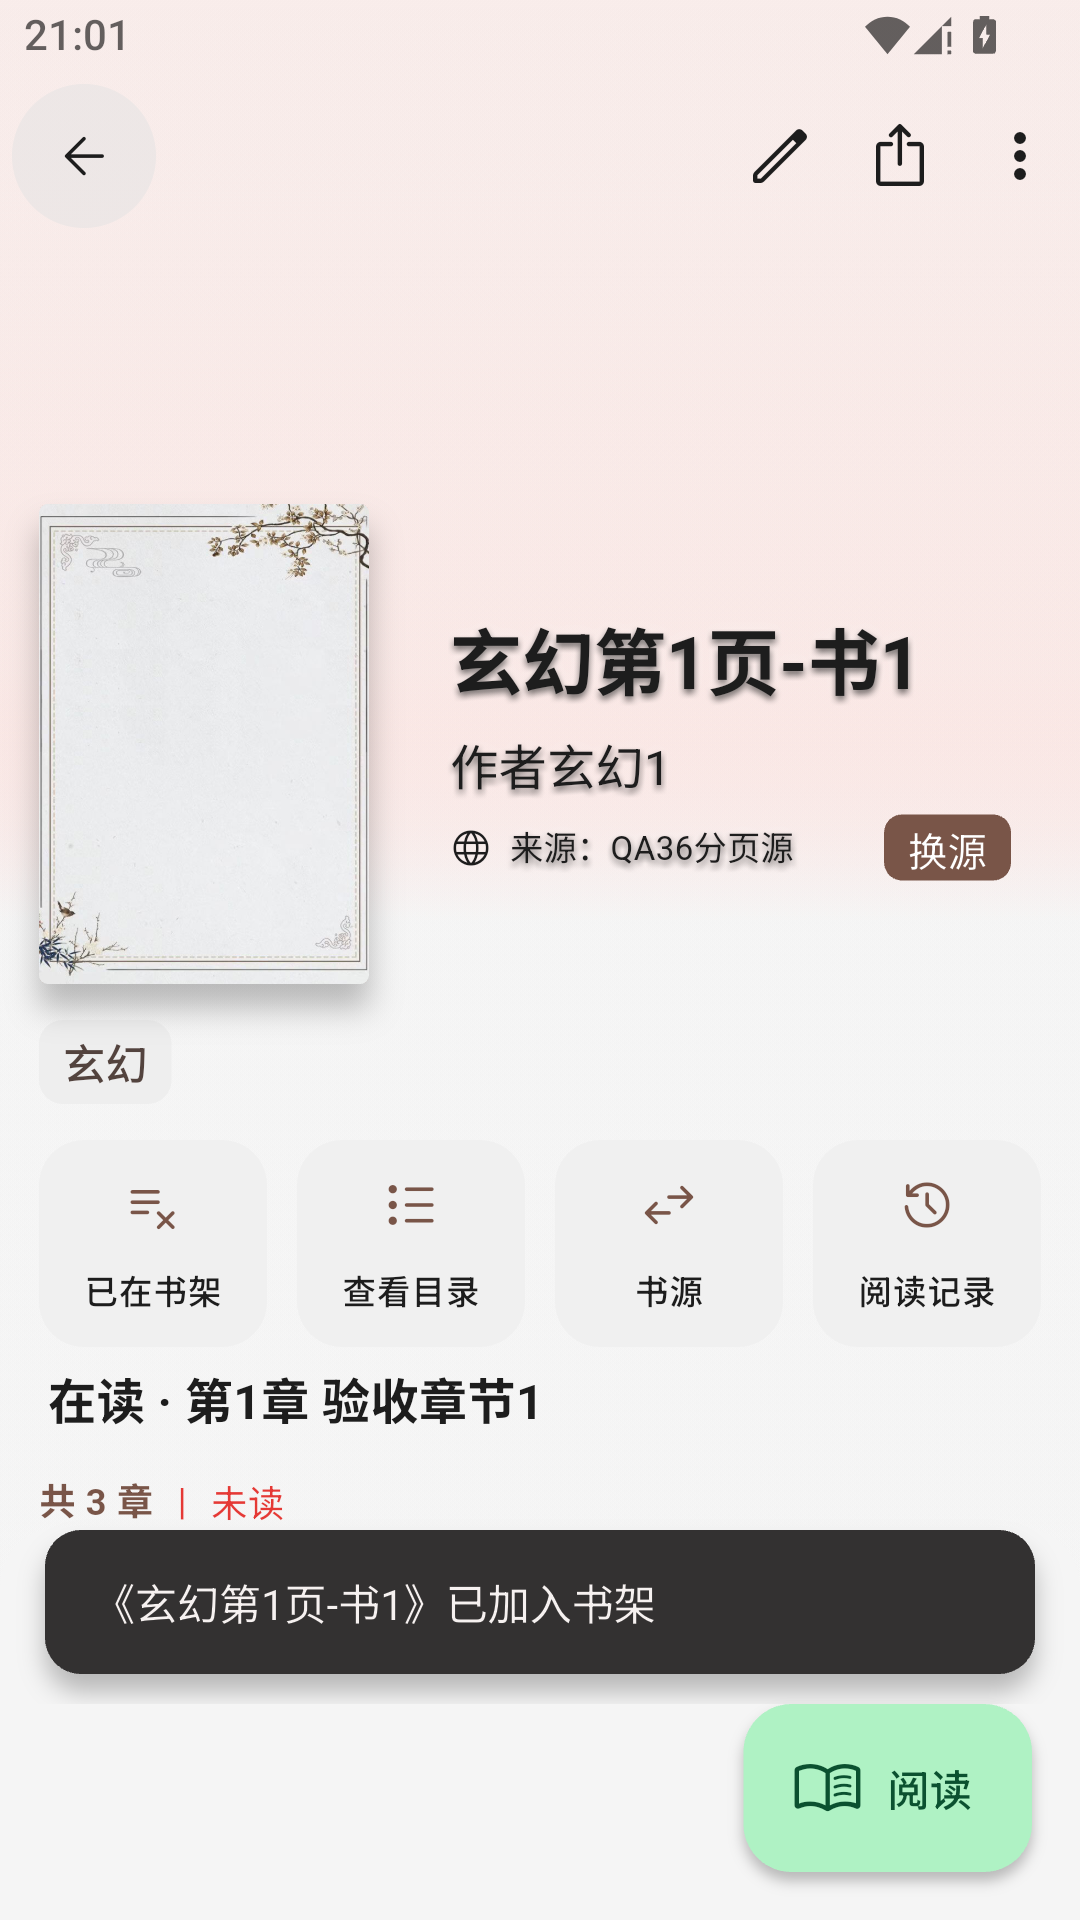 21:01
玄幻第1页-书1
作者玄幻1
来源：QA36分页源
换源
玄幻
已在书架
查看目录
书源
阅读记录
在读 · 第1章 验收章节1
共 3 章 | 未读
《玄幻第1页-书1》已加入书架
阅读